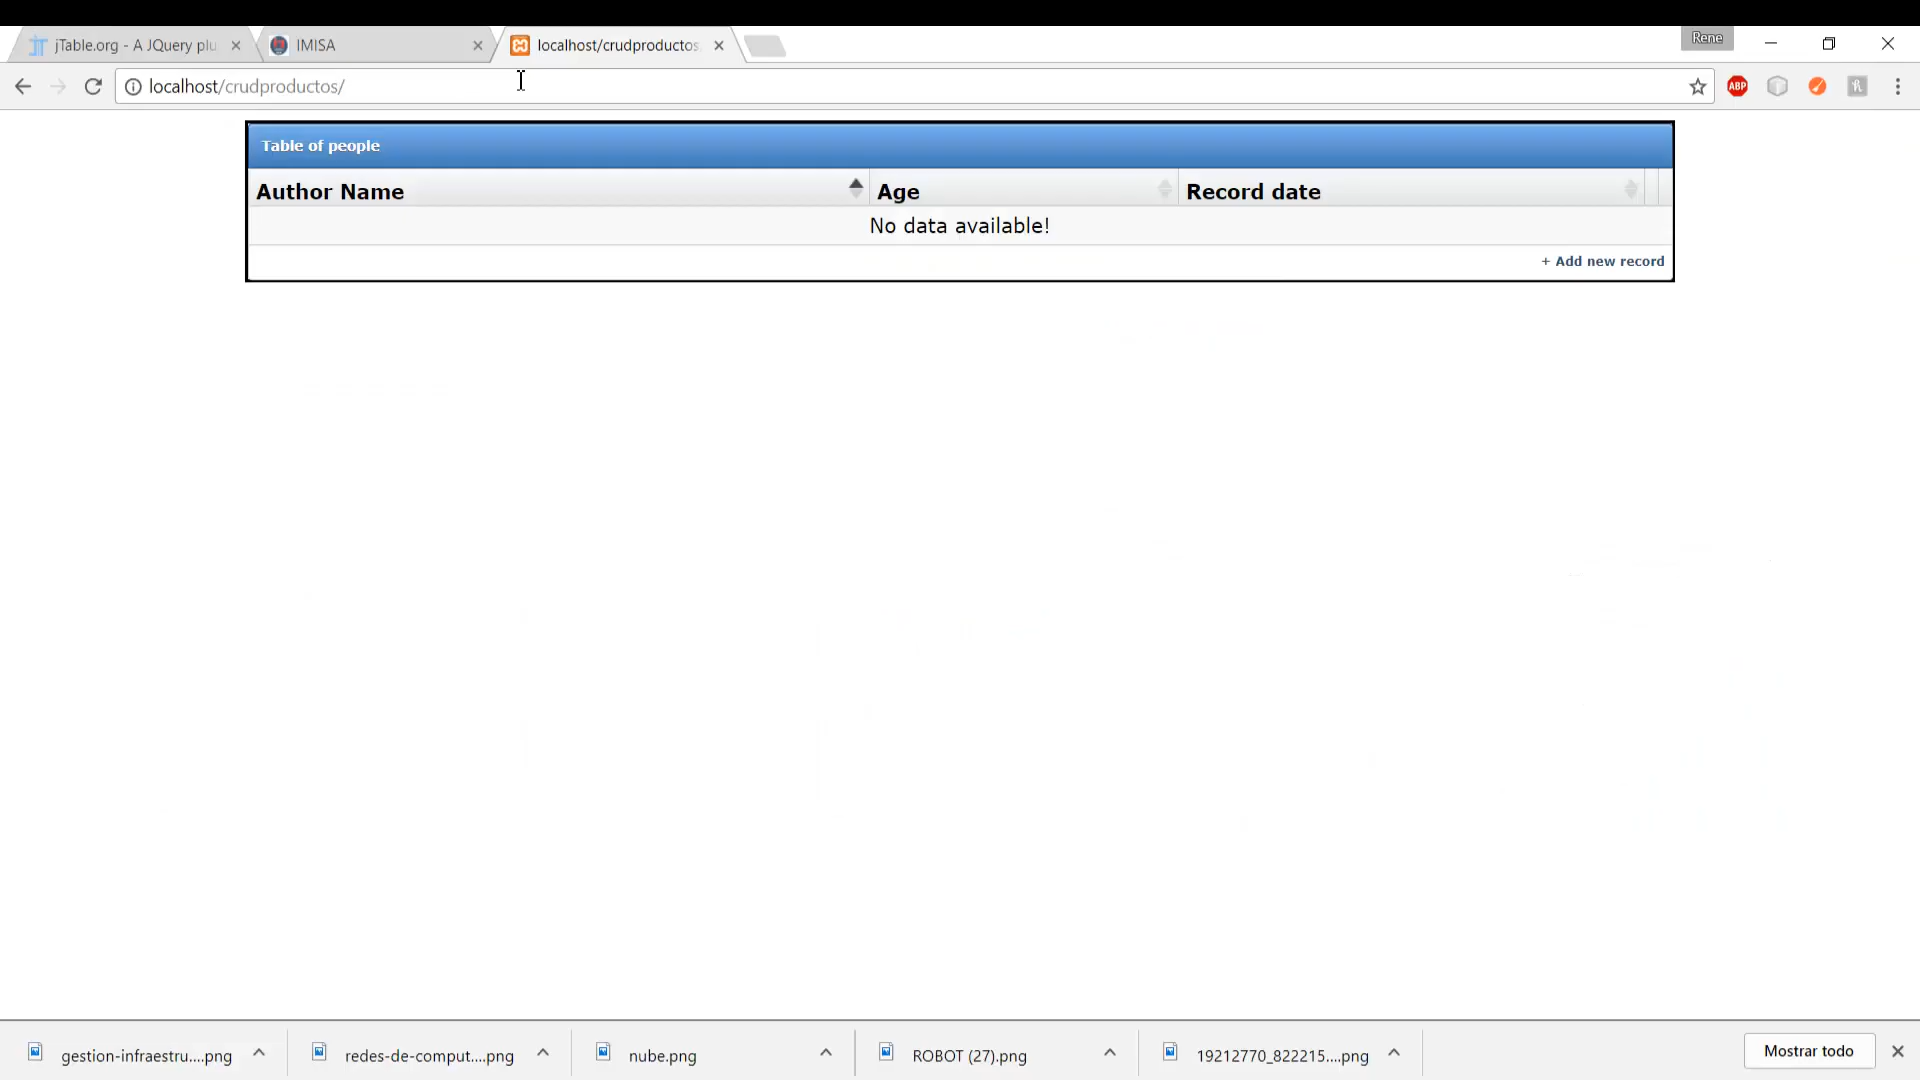 jTable.org - A JQuery plu
IMISA
localhost/crudproductos
Rene
localhost/crudproductos/
ABP
Table of people
Author Name Age Record date
No data available!
+ Add new record
gestion-infraestru....png redes-de-comput....png nube.png ROBOT (27).png 19212770_822215....png Mostrar todo